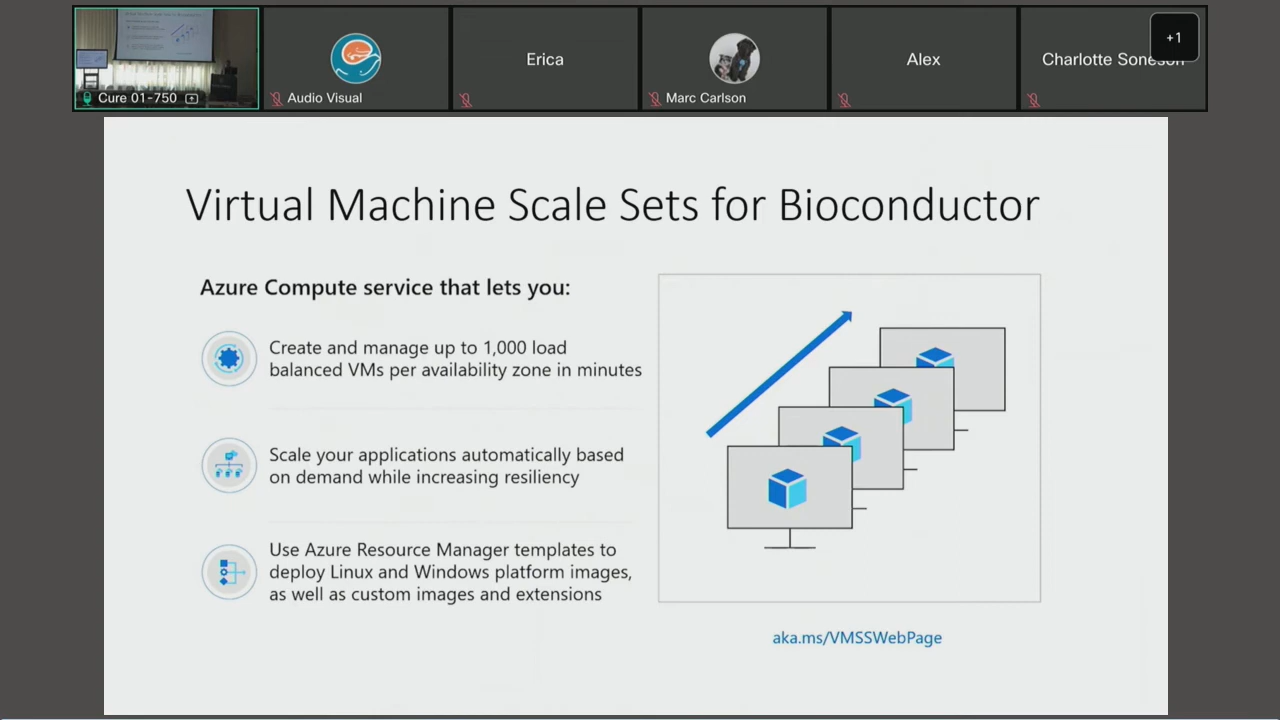 +1
Erica
Alex
Charlotte Soneson
Cure 01-750
Audio Visual
Marc Carlson
Virtual Machine Scale Sets for Bioconductor
Azure Compute service that lets you:
Create and manage up to 1,000 load
balanced VMs per availability zone in minutes
Scale your applications automatically based
on demand while increasing resiliency
Use Azure Resource Manager templates to
deploy Linux and Windows platform images,
as well as custom images and extensions
aka.ms/VMSSWebPage